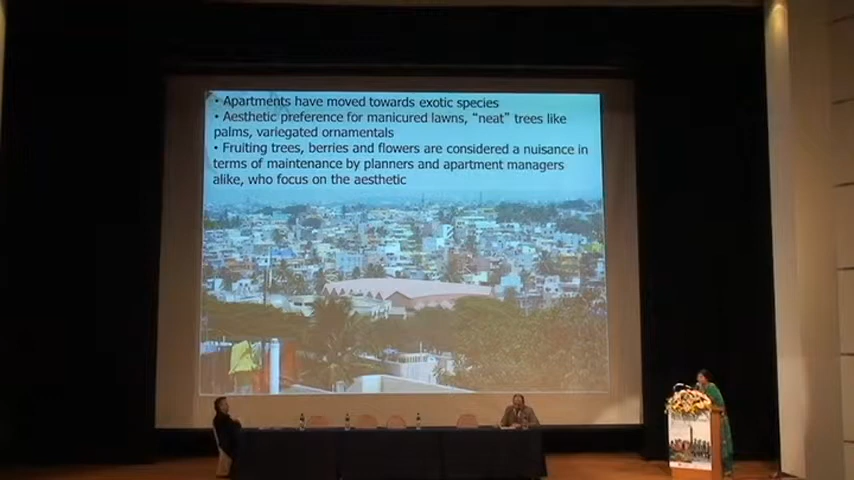 • Apartments have moved towards exotic species
• Aesthetic preference for manicured lawns, “neat” trees like
palms, variegated ornamentals
• Fruiting trees, berries and flowers are considered a nuisance in
terms of maintenance by planners and apartment managers
alike, who focus on the aesthetic